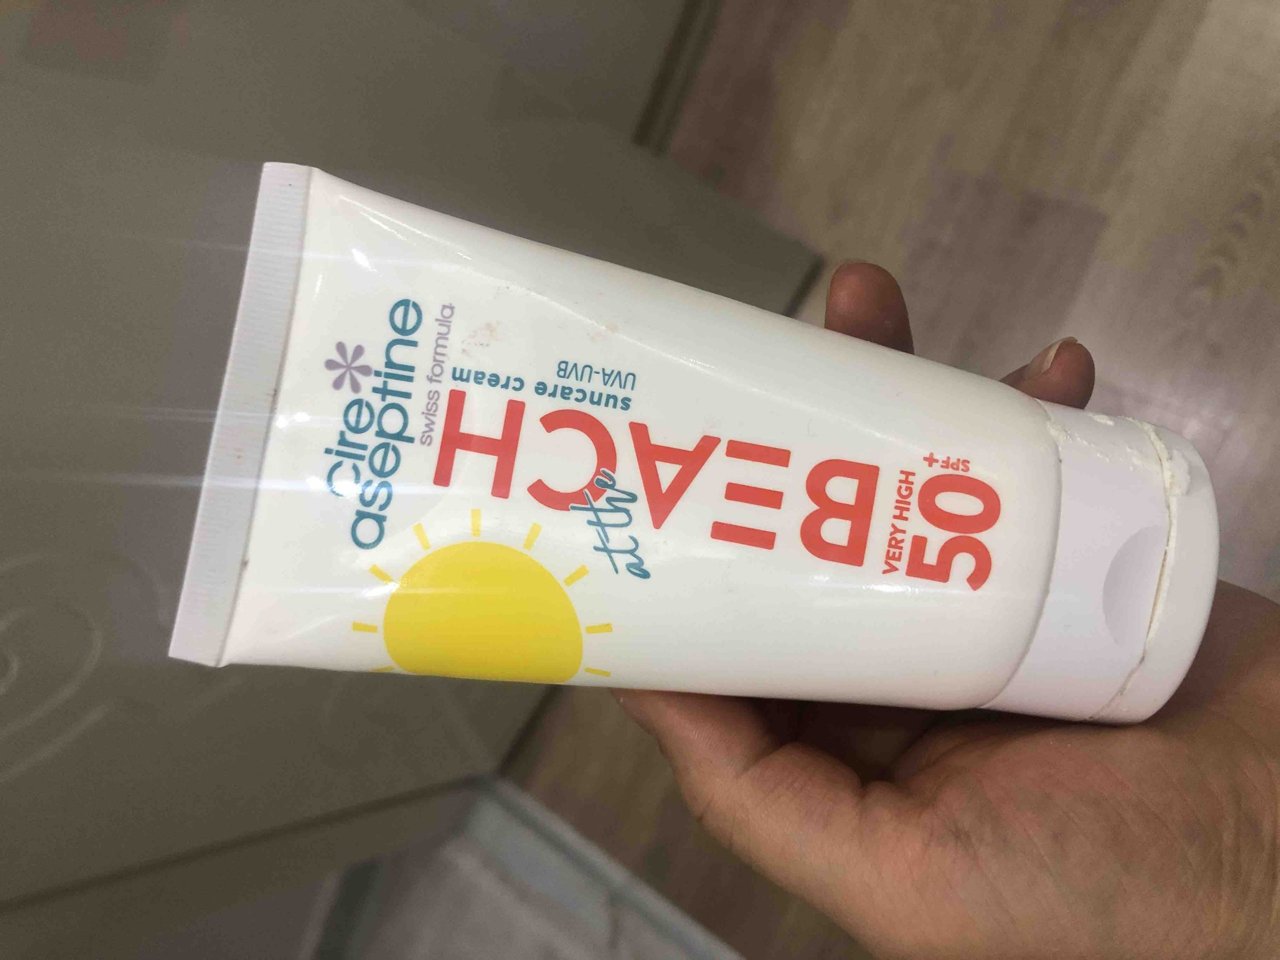 cire
aseptine
swiss formula
at the
BEACH
suncare cream
UVA-UVB
VERY HIGH
50+
SPF